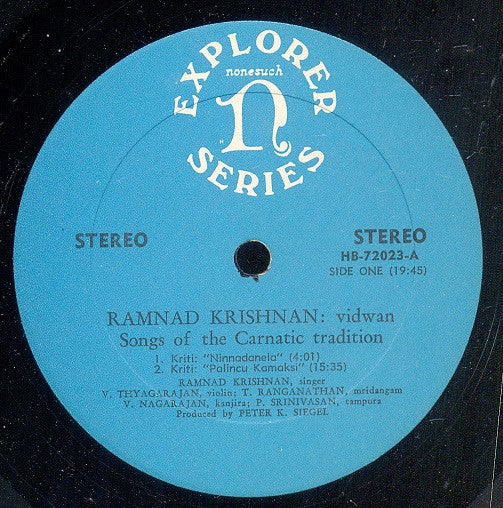 EXPLORER
nonesuch
n
SERIES
STEREO
STEREO
HB-72023-A
SIDE ONE (19:45)
RAMNAD KRISHNAN: vidwan
Songs of the Carnatic tradition
1. Kriti: "Ninnadanela" (4:01)
2. Kriti: "Palincu Kamaksi" (15:35)
RAMNAD KRISHNAN, singer
V. THYAGARAJAN, violin; T. RANGANATHAN, mridangam
V. NAGARAJAN, kanjira; P. SRINIVASAN, tampura
Produced by PETER K. SIEGEL